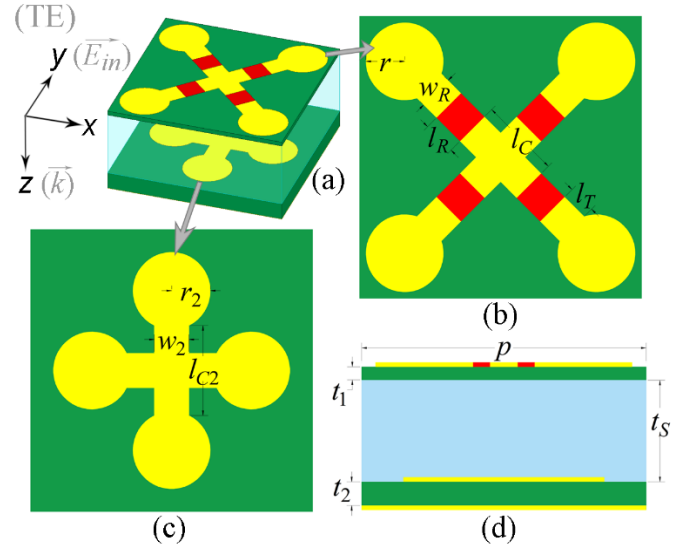 (TE)
y (E_in)
x
z (k)
(a)
r
w_R
l_R
l_C
l_T
(b)
r_2
w_2
l_C2
(c)
p
t_1
t_S
t_2
(d)